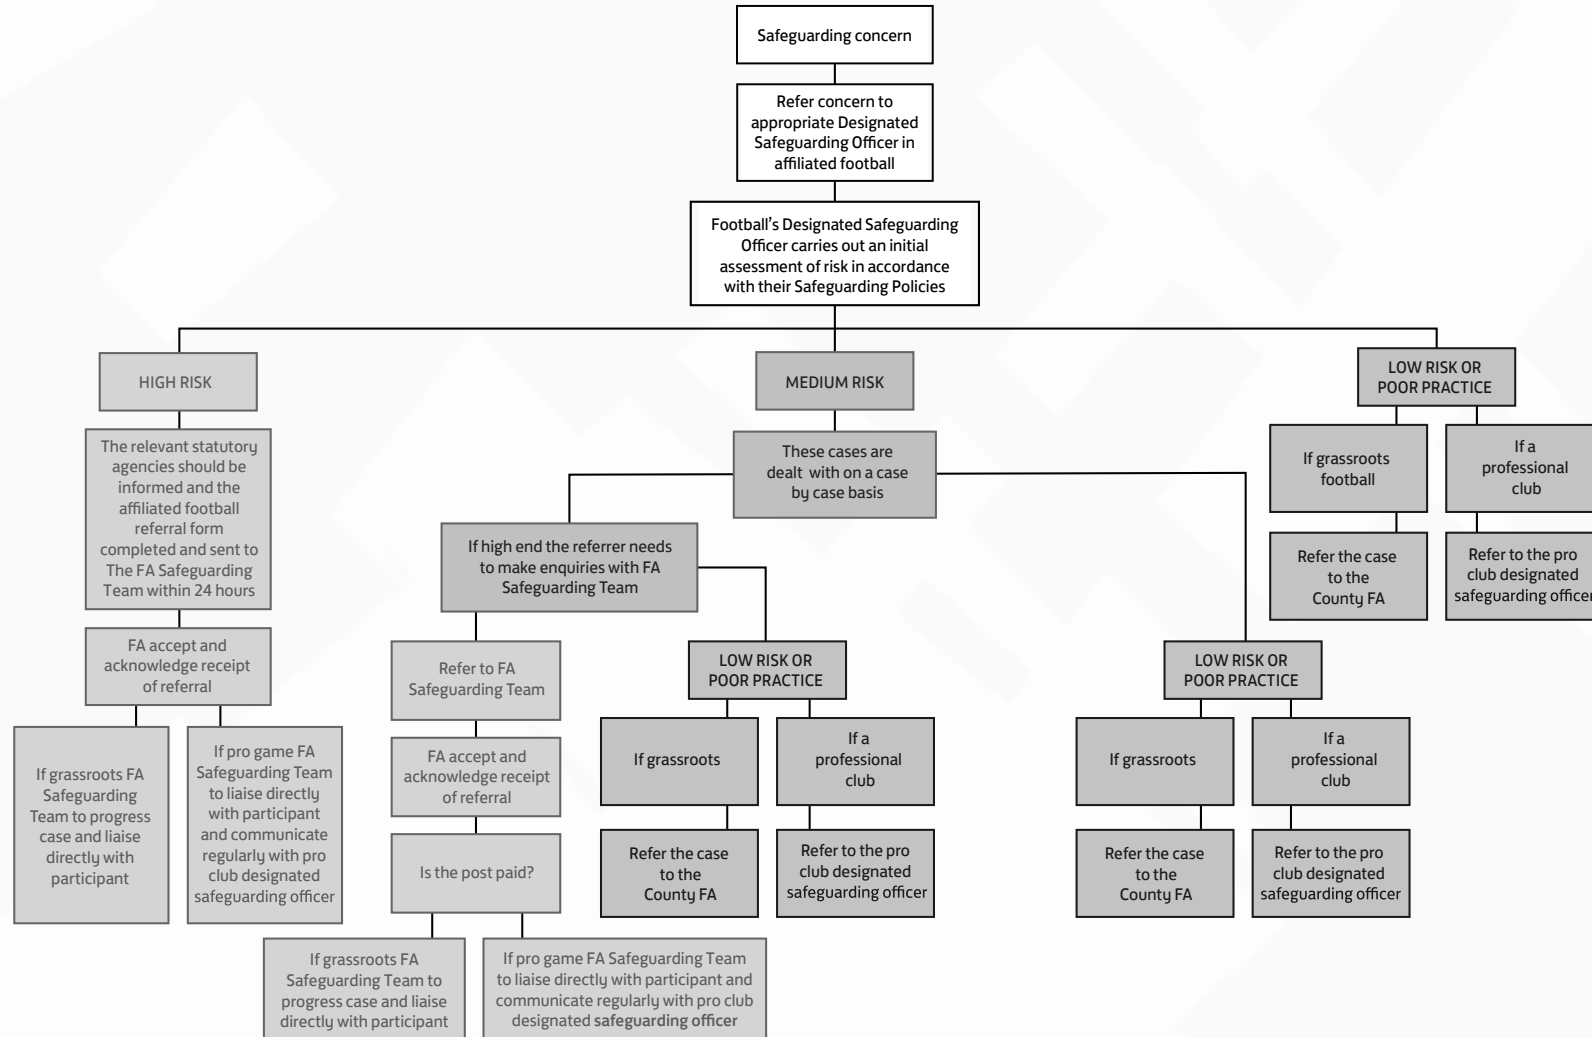 Safeguarding concern
Refer concern to
appropriate Designated
Safeguarding Officer in
affiliated football
Football's Designated Safeguarding
Officer carries out an initial
assessment of risk in accordance
with their Safeguarding Policies
HIGH RISK
The relevant statutory
agencies should be
informed and the
affiliated football
referral form
completed and sent to
The FA Safeguarding
Team within 24 hours
FA accept and
acknowledge receipt
of referral
If grassroots FA
Safeguarding
Team to progress
case and liaise
directly with
participant
If pro game FA
Safeguarding Team
to liaise directly
with participant
and communicate
regularly with pro
club designated
safeguarding officer
MEDIUM RISK
These cases are
dealt with on a case
by case basis
If high end the referrer needs
to make enquiries with FA
Safeguarding Team
Refer to FA
Safeguarding Team
FA accept and
acknowledge receipt
of referral
Is the post paid?
If grassroots FA
Safeguarding Team to
progress case and liaise
directly with participant
If pro game FA Safeguarding Team
to liaise directly with participant and
communicate regularly with pro club
designated safeguarding officer
LOW RISK OR
POOR PRACTICE
If grassroots
Refer the case
to the
County FA
If a
professional
club
Refer to the pro
club designated
safeguarding officer
LOW RISK OR
POOR PRACTICE
If grassroots
Refer the case
to the
County FA
If a
professional
club
Refer to the pro
club designated
safeguarding officer
LOW RISK OR
POOR PRACTICE
If grassroots
football
Refer the case
to the
County FA
If a
professional
club
Refer to the pro
club designated
safeguarding officer